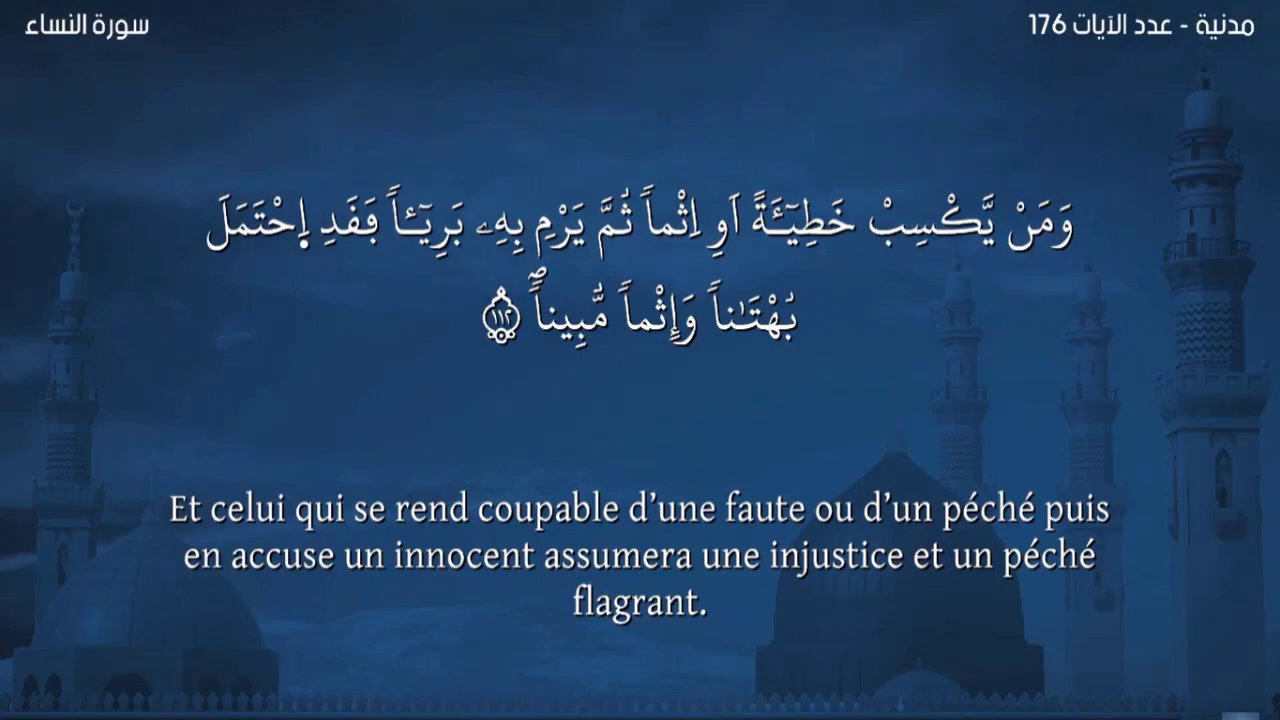 مدنية - عدد الآيات 176
سورة النساء
وَمَنْ يَّكْسِبْ خَطِيٓـَٔةً اَوِ اِثْماً ثُمَّ يَرْمِ بِهِۦ بَرِيٓـٔاً فَقَدِ اِ۪حْتَمَلَ
بُهْتَٰناً وَإِثْماً مُّبِيناًۖ ١١٢
Et celui qui se rend coupable d’une faute ou d’un péché puis
en accuse un innocent assumera une injustice et un péché
flagrant.